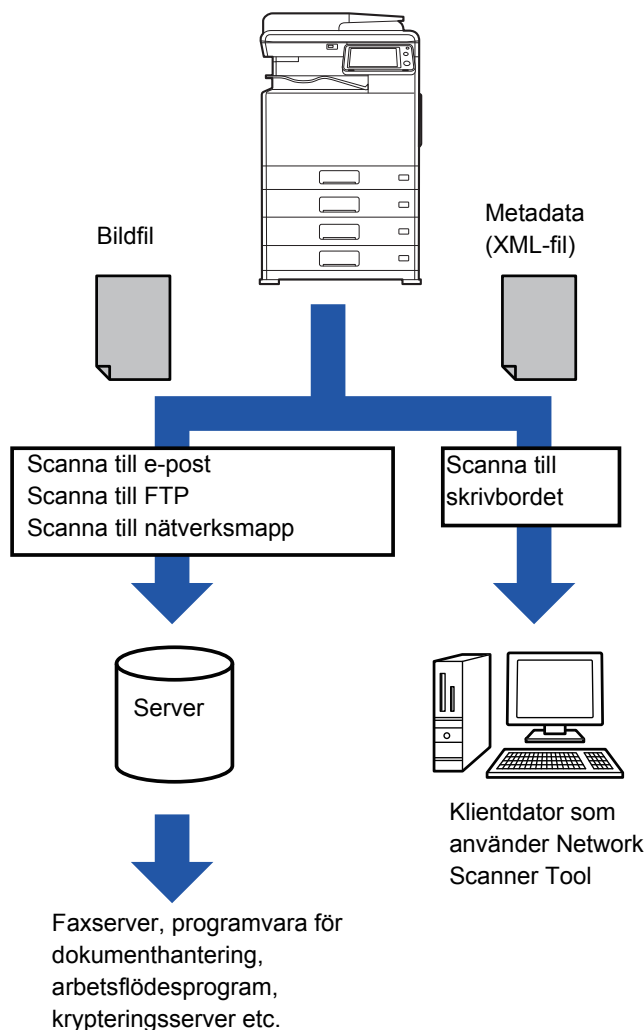 Bildfil
Metadata
(XML-fil)
Scanna till e-post
Scanna till FTP
Scanna till nätverksmapp
Scanna till
skrivbordet
Server
Klientdator som
använder Network
Scanner Tool
Faxserver, programvara för
dokumenthantering,
arbetsflödesprogram,
krypteringsserver etc.